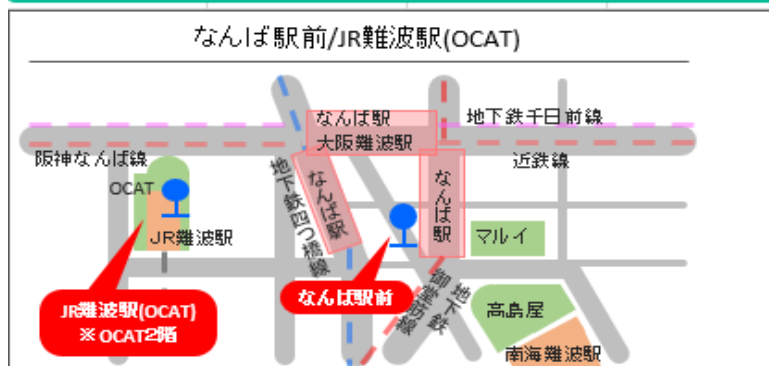 なんば駅前/JR難波駅(OCAT)
なんば駅
大阪難波駅
地下鉄千日前線
阪神なんば線
近鉄線
OCAT
地下鉄四つ橋線
なんば駅
なんば駅
JR難波駅
マルイ
なんば駅前
JR難波駅(OCAT)
※OCAT2階
地下鉄
御堂筋線
高島屋
南海難波駅